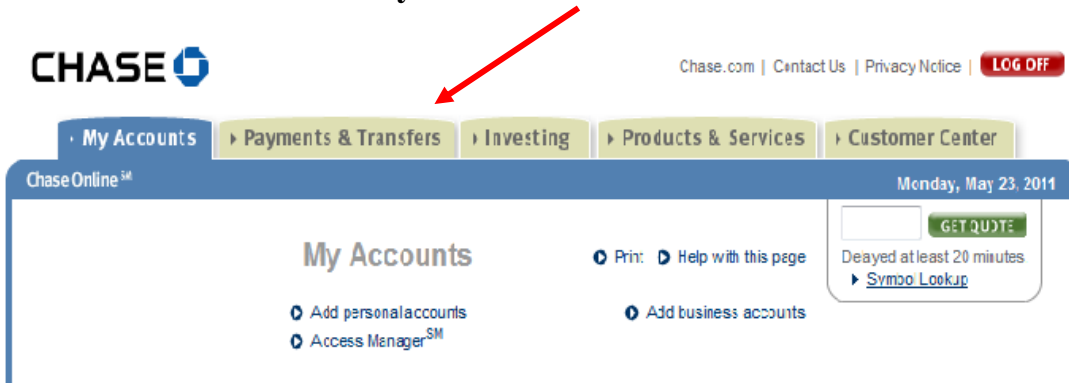 CHASE
Chase.com | Contact Us | Privacy Notice | LOG OFF
My Accounts Payments & Transfers Investing Products & Services Customer Center
Chase Online SM Monday, May 23, 2011
GET QUOTE
My Accounts Print Help with this page Deayed at least 20 minutes
Symbol Lookup
Add personal accounts Add business accounts
Access Manager SM